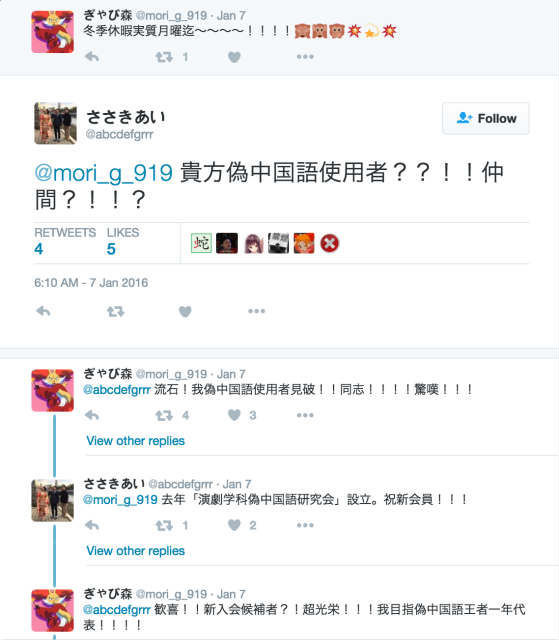 ぎゃび森 @mori_g_919 · Jan 7
冬季休暇実質月曜迄〜〜〜〜！！！！🙈🙈🙈💥💫💥
1
ささきあい
@abcdefgrrr
Follow
@mori_g_919 貴方偽中国語使用者？？！！仲
間？！！？
RETWEETS LIKES
4 5
蛇
6:10 AM - 7 Jan 2016
ぎゃび森 @mori_g_919 · Jan 7
@abcdefgrrr 流石！我偽中国語使用者見破！！同志！！！！驚嘆！！！
4 3
View other replies
ささきあい @abcdefgrrr · Jan 7
@mori_g_919 去年「演劇学科偽中国語研究会」設立。祝新会員！！！
1 2
View other replies
ぎゃび森 @mori_g_919 · Jan 7
@abcdefgrrr 歓喜！！新入会候補者？！超光栄！！！我目指偽中国語王者一年代
表！！！！